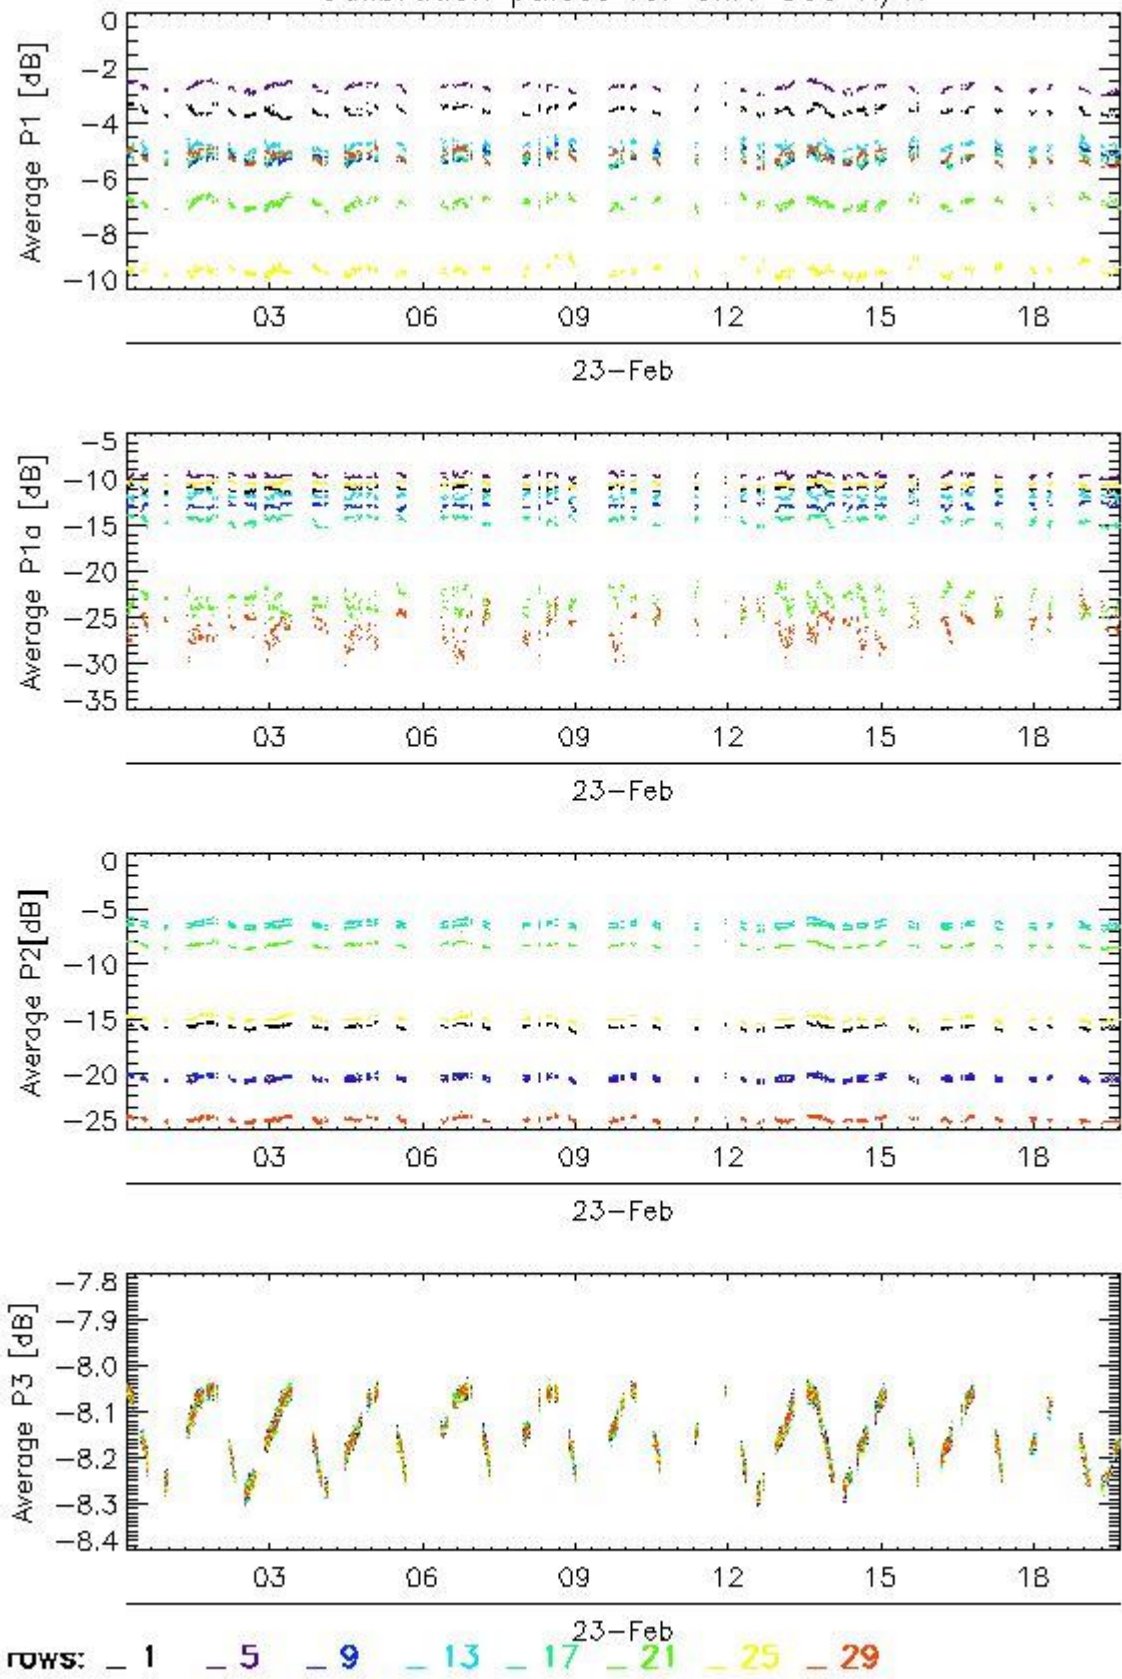 0
Average P1 [dB]
-2
-4
-6
-8
-10
03 06 09 12 15 18
23-Feb
-5
Average P1a [dB]
-10
-15
-20
-25
-30
-35
03 06 09 12 15 18
23-Feb
0
Average P2[dB]
-5
-10
-15
-20
-25
03 06 09 12 15 18
23-Feb
-7.8
Average P3 [dB]
-7.9
-8.0
-8.1
-8.2
-8.3
-8.4
03 06 09 12 15 18
23-Feb
rows: _ 1 _ 5 _ 9 _ 13 _ 17 _ 21 _ 25 _ 29